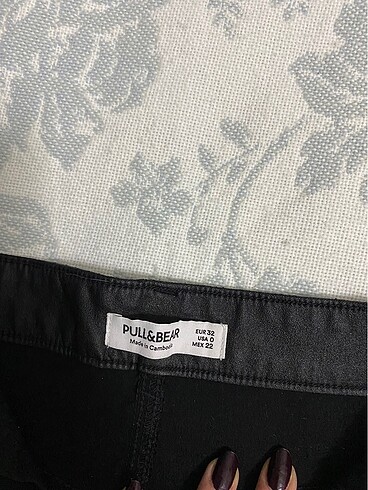 PULL&BEAR
Made in Cambodia
EUR 32
USA 0
MEX 22